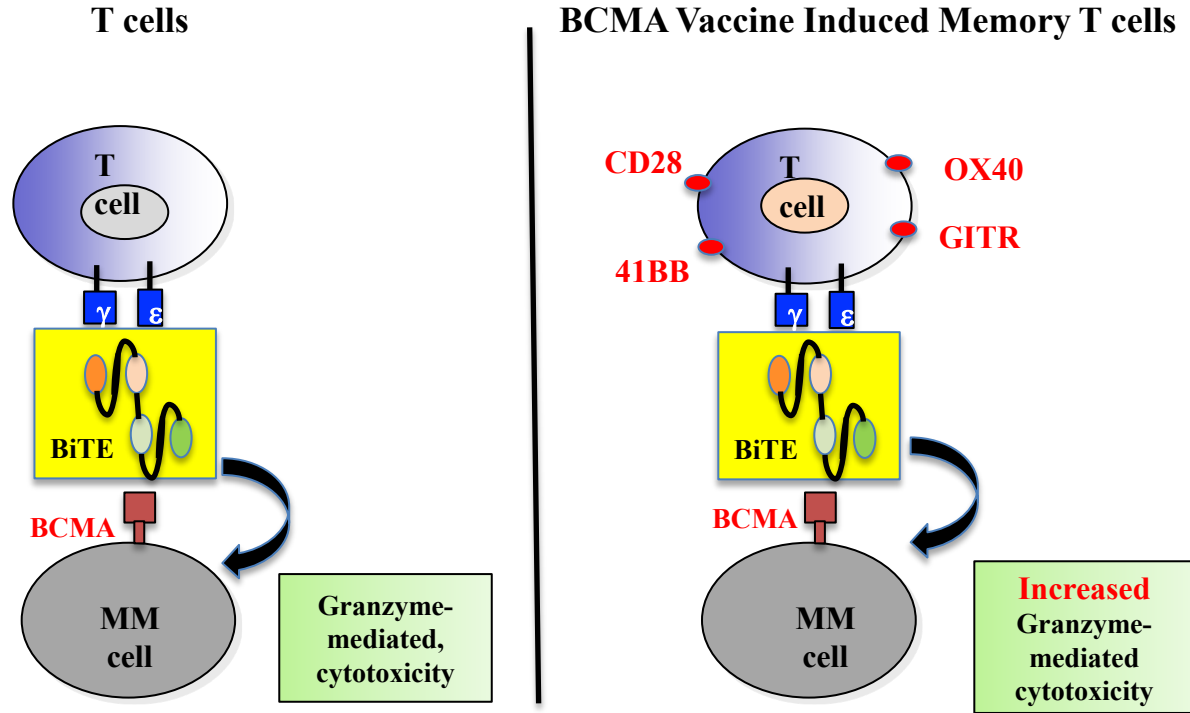 T cells
T
cell
γ ε
BiTE
BCMA
MM
cell
Granzyme-
mediated,
cytotoxicity
BCMA Vaccine Induced Memory T cells
CD28
T
cell
OX40
GITR
41BB
γ ε
BiTE
BCMA
MM
cell
Increased
Granzyme-
mediated
cytotoxicity